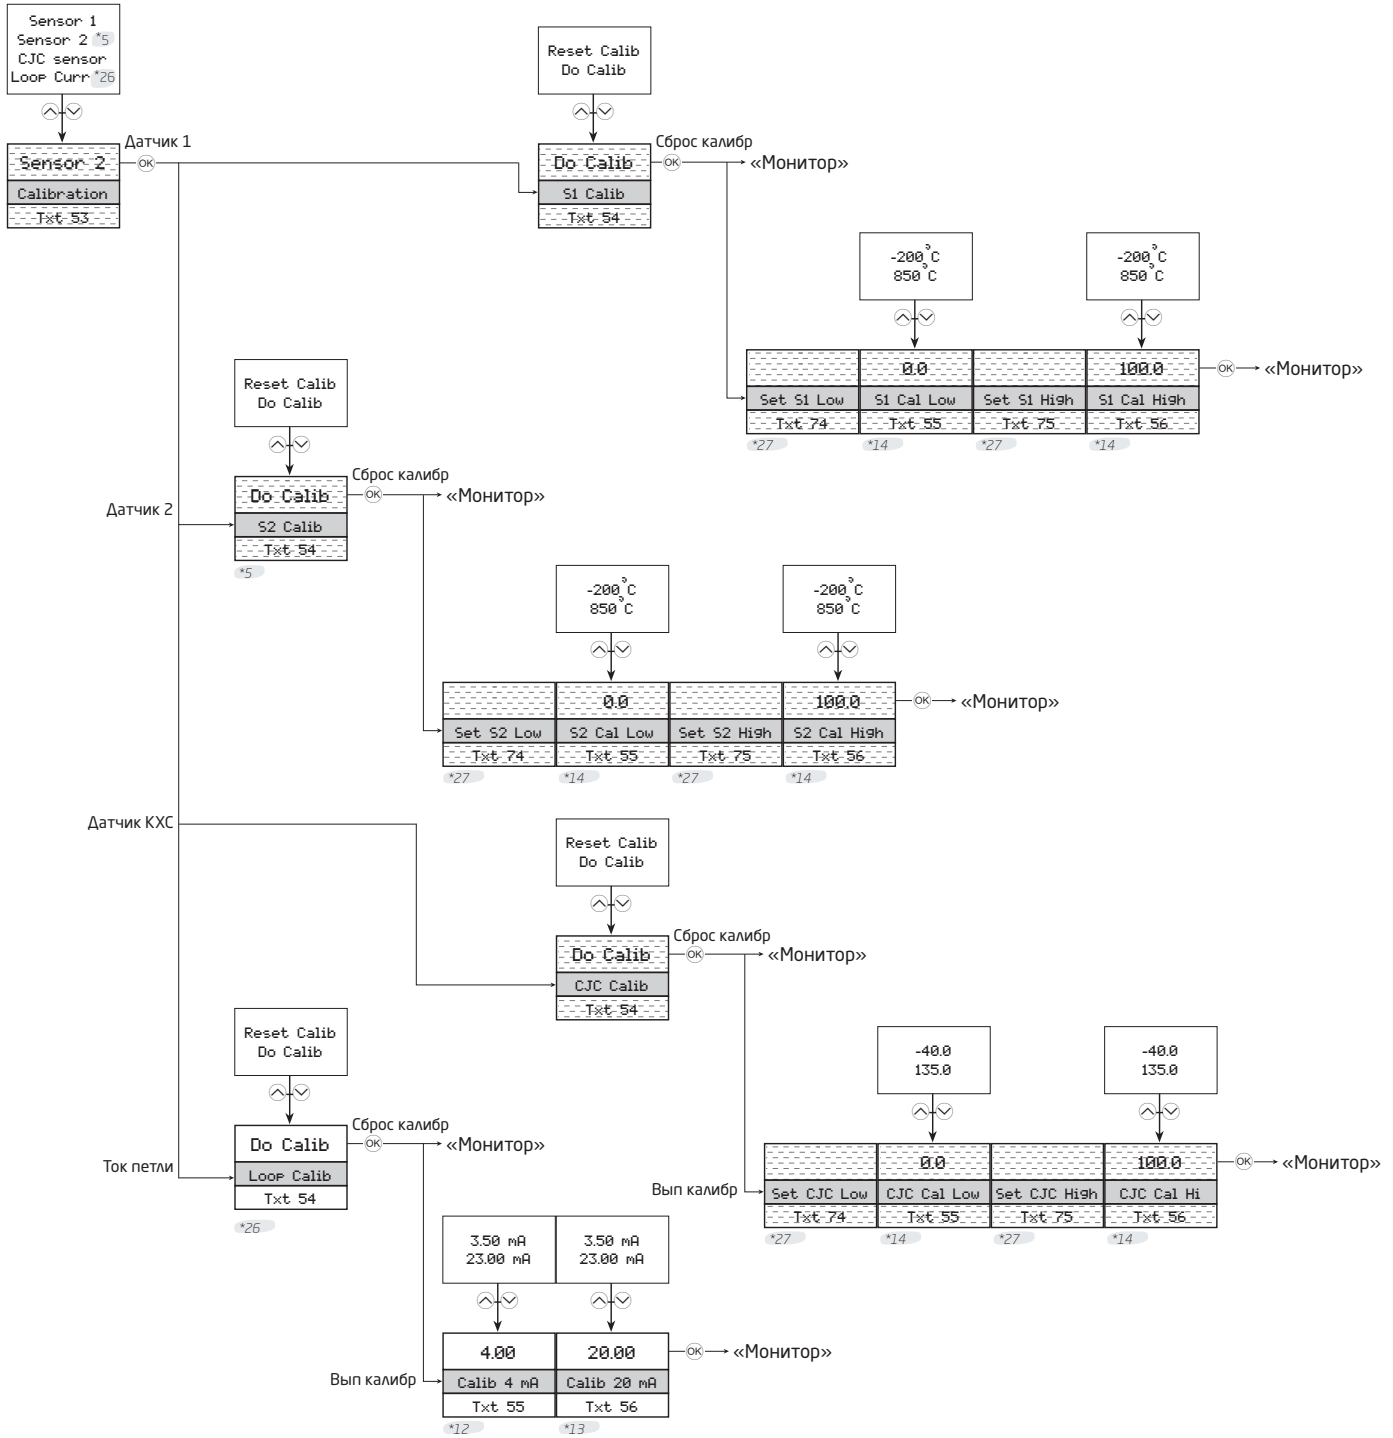 Sensor 1
Sensor 2 *5
CJC sensor
Loop Curr *26
Sensor 2
Calibration
Txt 53
OK
Датчик 1
Reset Calib
Do Calib
Do Calib
S1 Calib
Txt 54
Сброс калибр
OK
«Монитор»
-200°C
850°C
-200°C
850°C
0.0
100.0
OK
«Монитор»
Set S1 Low
S1 Cal Low
Set S1 High
S1 Cal High
Txt 74
Txt 55
Txt 75
Txt 56
*27
*14
*27
*14
Reset Calib
Do Calib
Датчик 2
Do Calib
S2 Calib
Txt 54
*5
Сброс калибр
OK
«Монитор»
-200°C
850°C
-200°C
850°C
0.0
100.0
OK
«Монитор»
Set S2 Low
S2 Cal Low
Set S2 High
S2 Cal High
Txt 74
Txt 55
Txt 75
Txt 56
*27
*14
*27
*14
Датчик КХС
Reset Calib
Do Calib
Do Calib
CJC Calib
Txt 54
Сброс калибр
OK
«Монитор»
-40.0
135.0
-40.0
135.0
0.0
100.0
OK
«Монитор»
Вып калибр
Set CJC Low
CJC Cal Low
Set CJC High
CJC Cal Hi
Txt 74
Txt 55
Txt 75
Txt 56
*27
*14
*27
*14
Reset Calib
Do Calib
Ток петли
Do Calib
Loop Calib
Txt 54
*26
Сброс калибр
OK
«Монитор»
3.50 mA
23.00 mA
3.50 mA
23.00 mA
4.00
20.00
OK
«Монитор»
Вып калибр
Calib 4 mA
Calib 20 mA
Txt 55
Txt 56
*12
*13